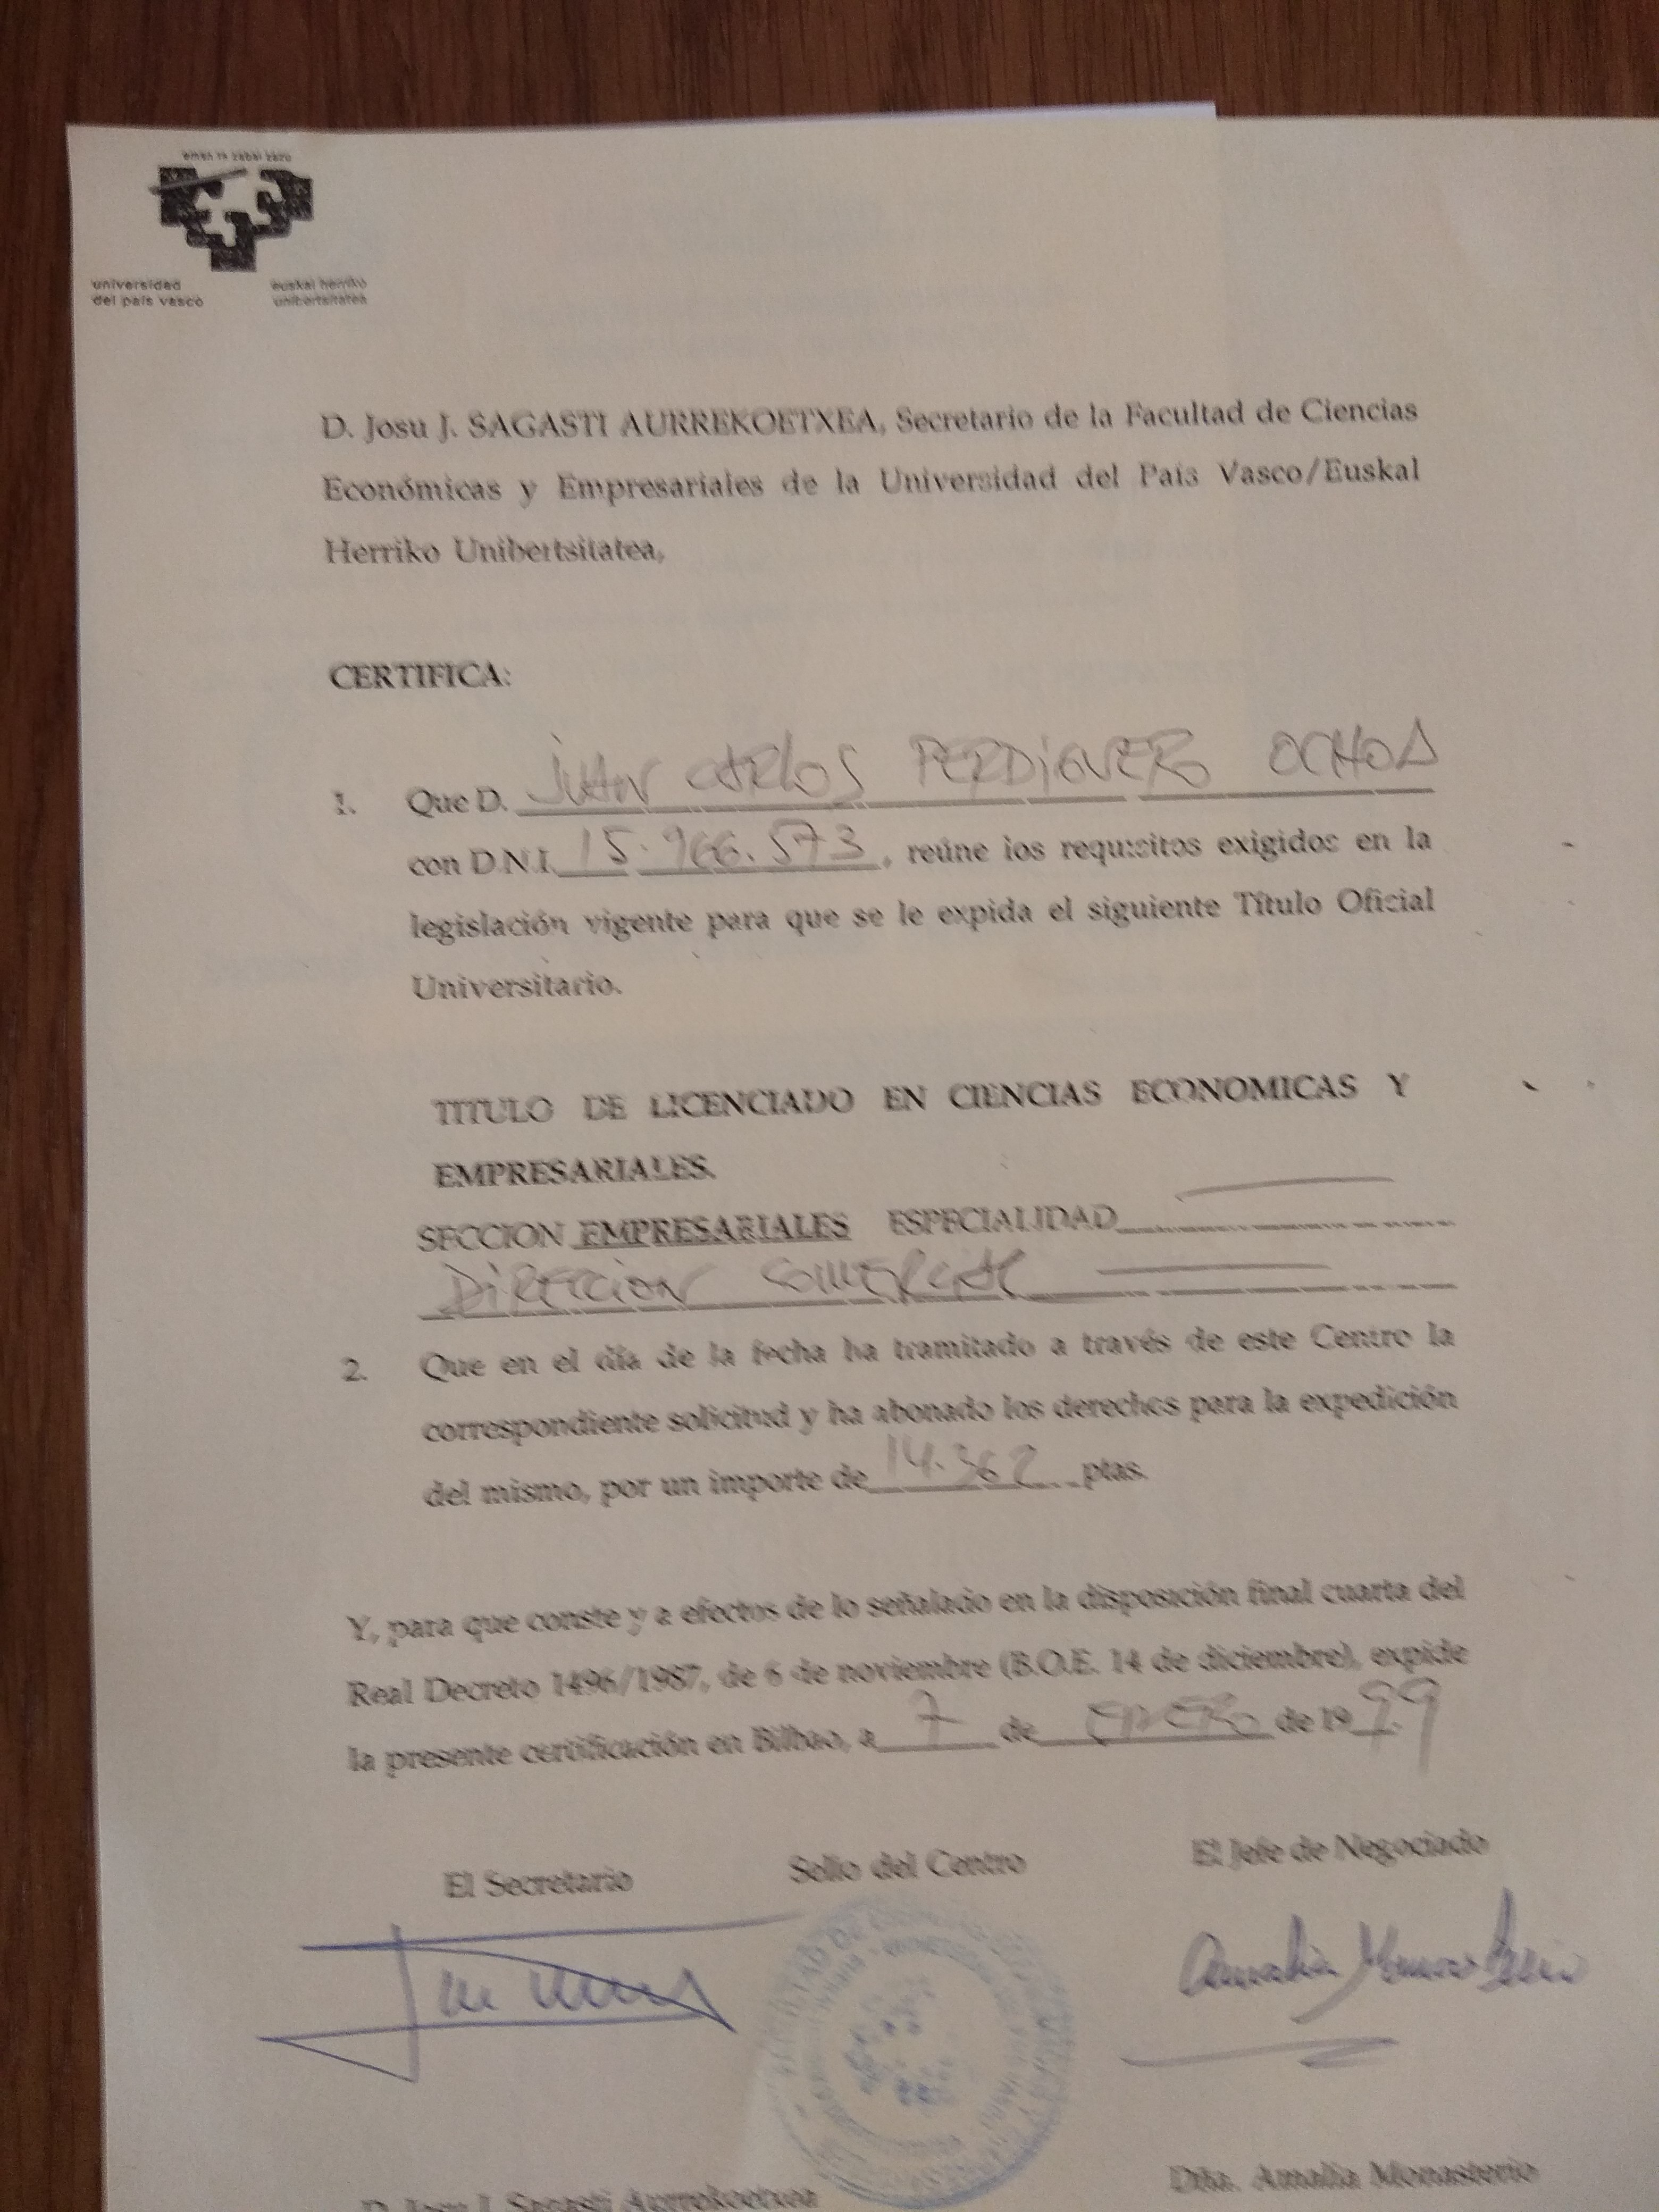 eman ta zabal zazu
universidad
del país vasco
euskal herriko
unibertsitatea
D. Josu J. SAGASTI AURREKOETXEA, Secretario de la Facultad de Ciencias
Económicas y Empresariales de la Universidad del País Vasco/Euskal
Herriko Unibertsitatea,
CERTIFICA:
1. Que D. JUAN CARLOS PERDIGUERO OCHOA
con D.N.I. 15.966.573, reúne los requisitos exigidos en la
legislación vigente para que se le expida el siguiente Título Oficial
Universitario.
TITULO DE LICENCIADO EN CIENCIAS ECONOMICAS Y
EMPRESARIALES.
SECCION EMPRESARIALES ESPECIALIDAD
DIRECCION COMERCIAL
2. Que en el día de la fecha ha tramitado a través de este Centro la
correspondiente solicitud y ha abonado los derechos para la expedición
del mismo, por un importe de 14.362 ptas.
Y, para que conste y a efectos de lo señalado en la disposición final cuarta del
Real Decreto 1496/1987, de 6 de noviembre (B.O.E. 14 de diciembre), expide
la presente certificación en Bilbao, a 7 de ENERO de 1999
El Secretario
Sello del Centro
El Jefe de Negociado
Amalia Monasterio
D. Josu J. Sagasti Aurrekoetxea
Dña. Amalia Monasterio